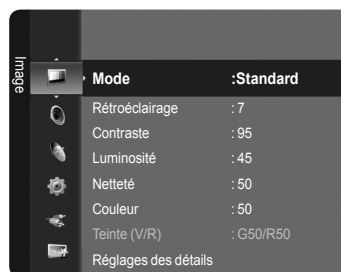 Image
Mode :Standard
Rétroéclairage : 7
Contraste : 95
Luminosité : 45
Netteté : 50
Couleur : 50
Teinte (V/R) : G50/R50
Réglages des détails